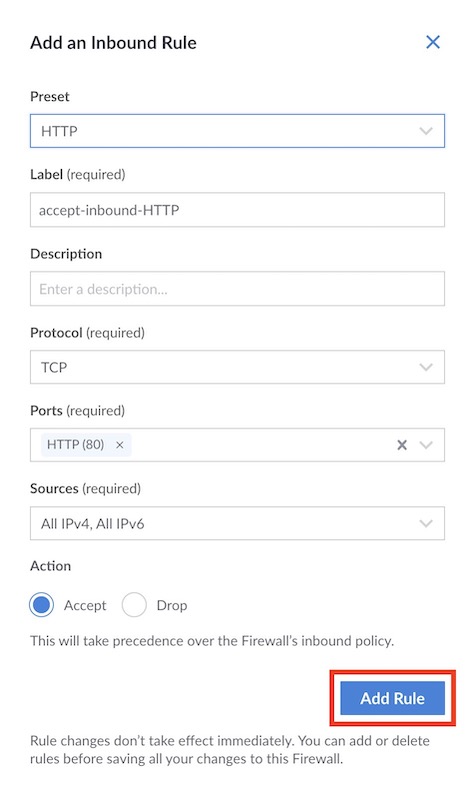 Add an Inbound Rule
Preset
HTTP
Label (required)
accept-inbound-HTTP
Description
Enter a description...
Protocol (required)
TCP
Ports (required)
HTTP (80) ×
Sources (required)
All IPv4, All IPv6
Action
Accept Drop
This will take precedence over the Firewall’s inbound policy.
Add Rule
Rule changes don’t take effect immediately. You can add or delete
rules before saving all your changes to this Firewall.